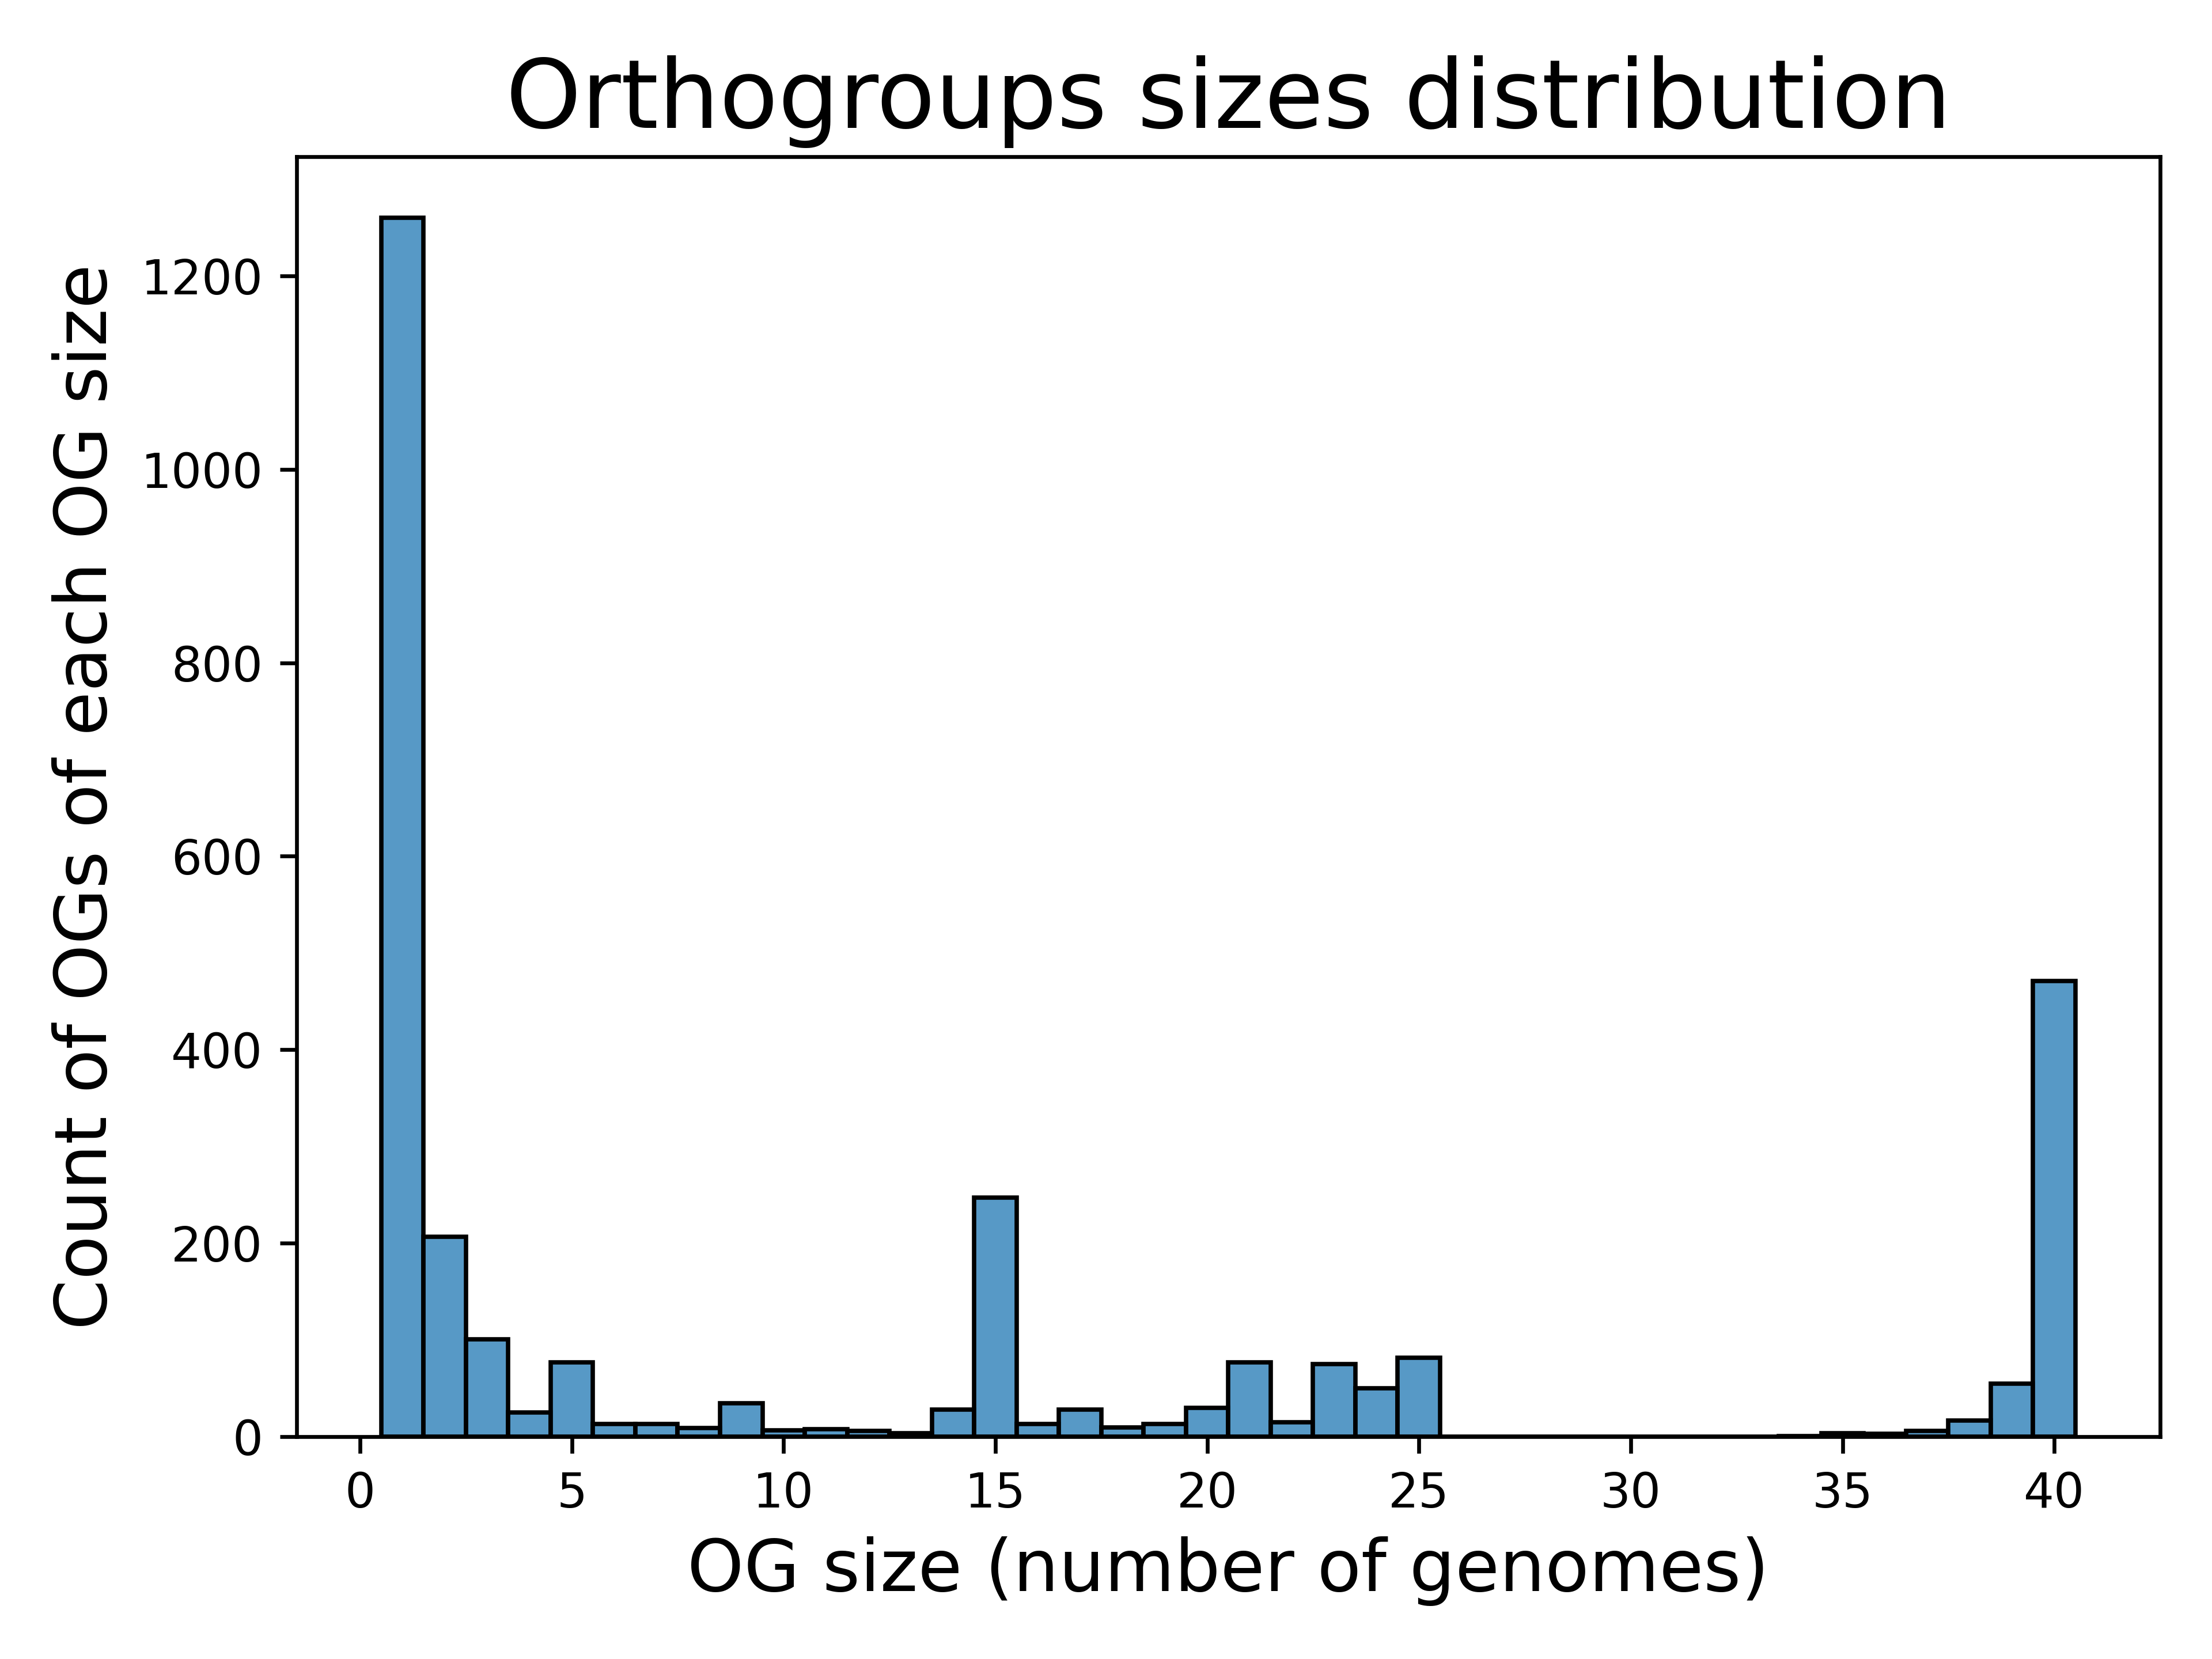 Orthogroups sizes distribution
Count of OGs of each OG size
1200
1000
800
600
400
200
0
0 5 10 15 20 25 30 35 40
OG size (number of genomes)